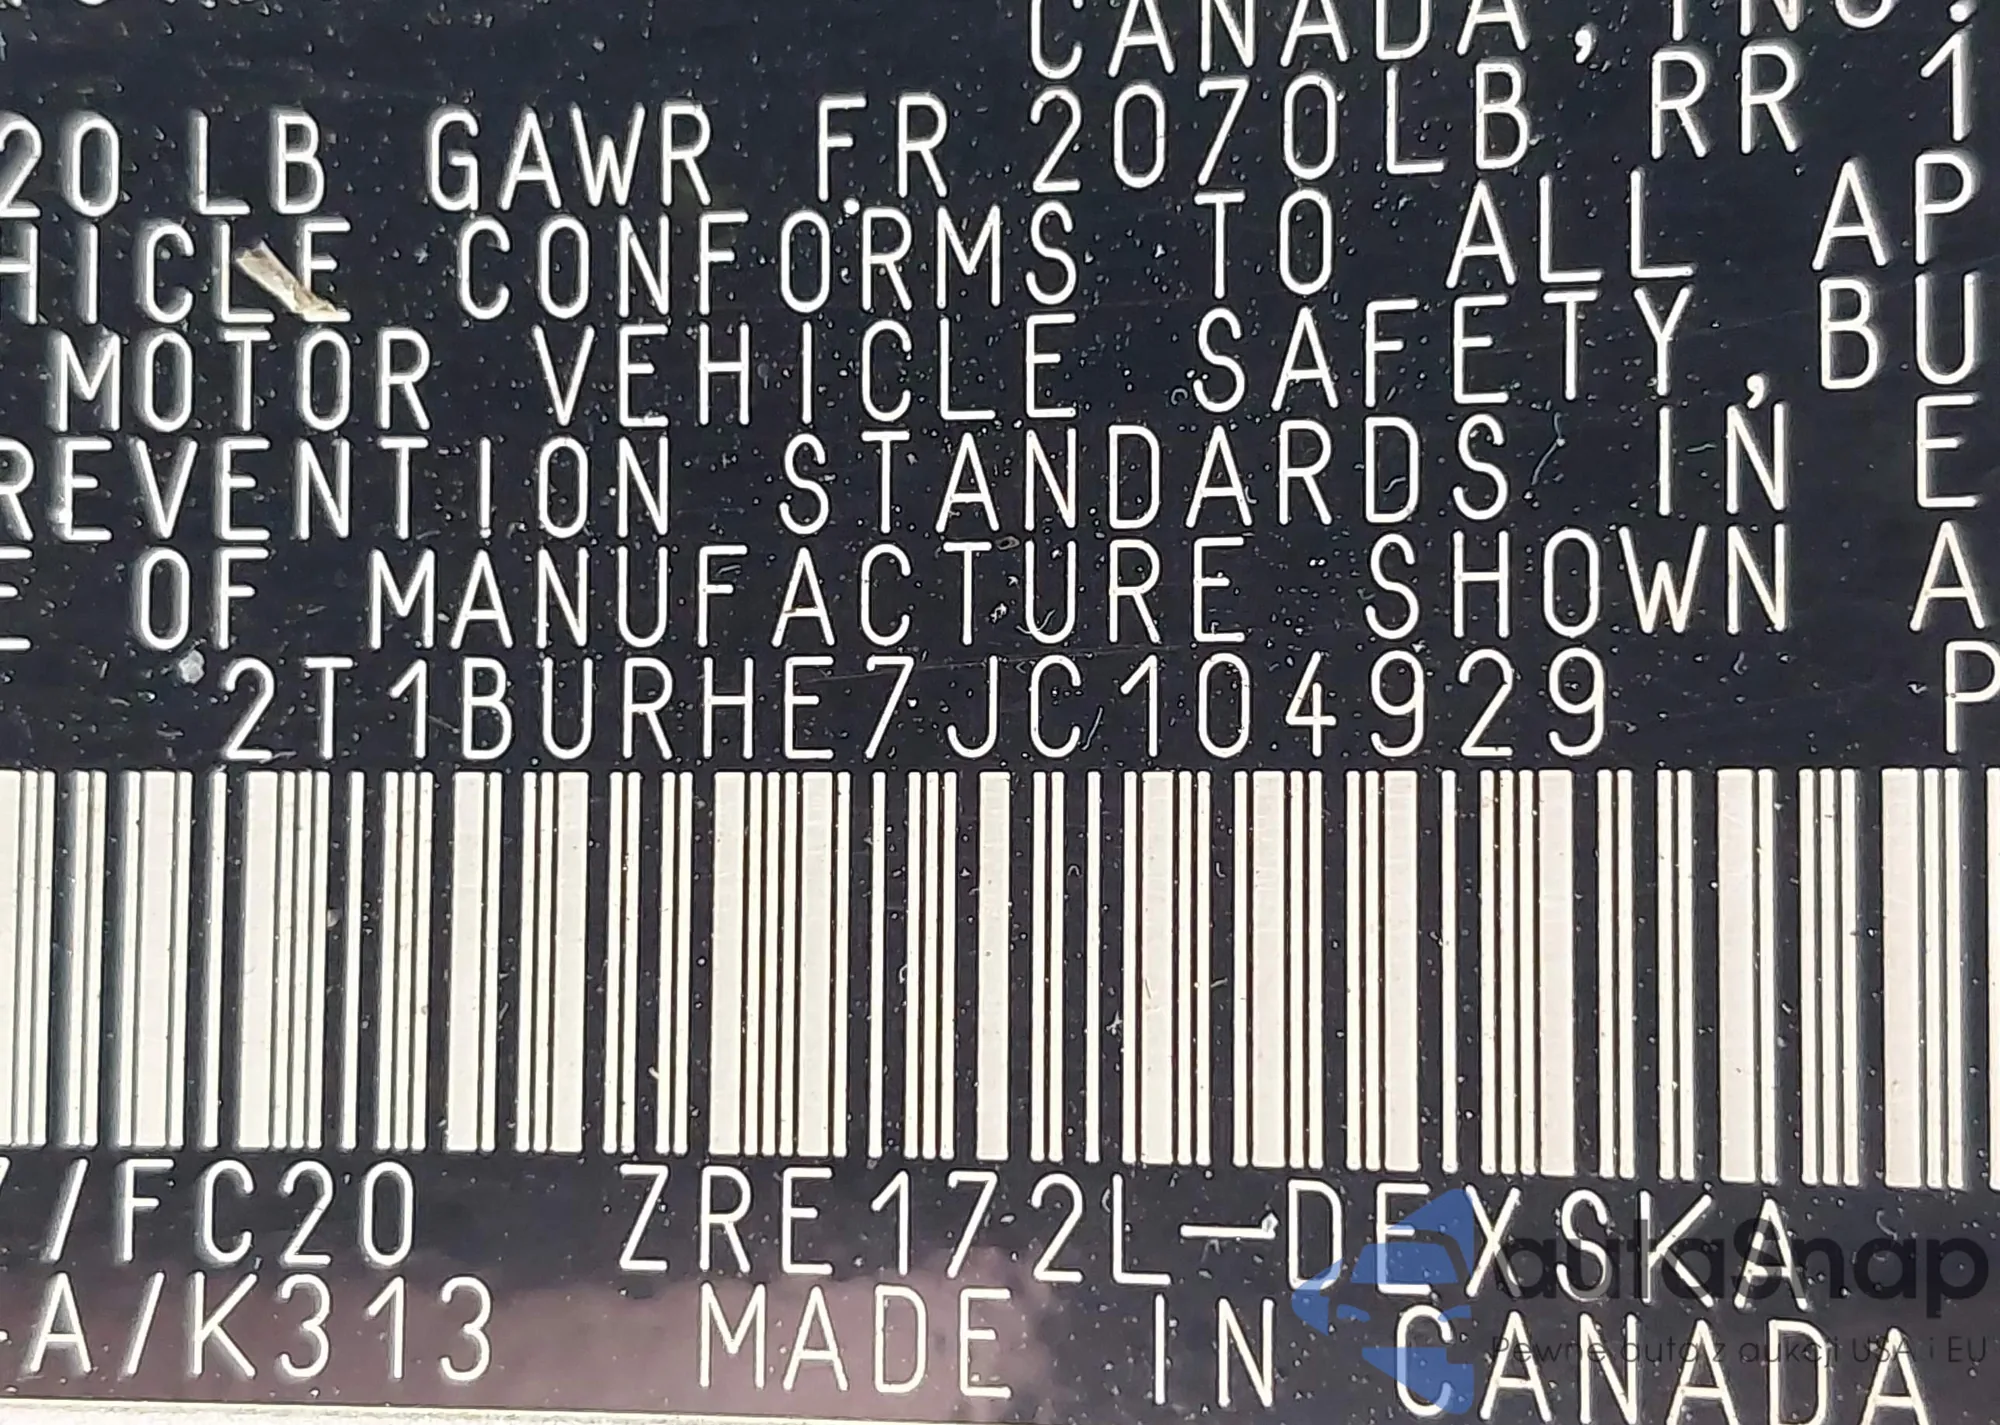 CANADA, INC.
20 LB GAWR FR 2070LB RR 1
HICLE CONFORMS TO ALL AP
MOTOR VEHICLE SAFETY, BU
REVENTION STANDARDS IN E
E OF MANUFACTURE SHOWN A
2T1BURHE7JC104929 P
/FC20 ZRE172L-DEXSKA
A/K313 MADE IN CANADA
autaSnap
Pewne auta z aukcji USA i EU